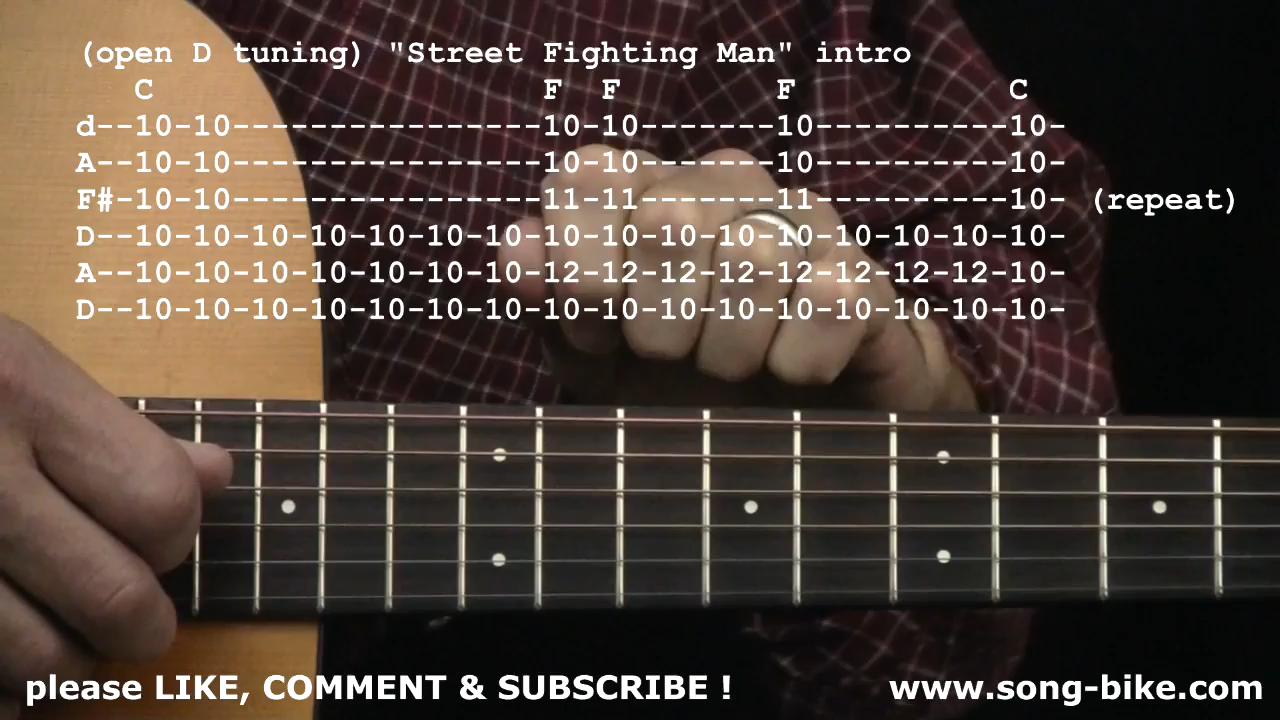 (open D tuning) "Street Fighting Man" intro
   C                    F  F        F           C
d--10-10----------------10-10-------10----------10-
A--10-10----------------10-10-------10----------10-
F#-10-10----------------11-11-------11----------10- (repeat)
D--10-10-10-10-10-10-10-10-10-10-10-10-10-10-10-10-
A--10-10-10-10-10-10-10-12-12-12-12-12-12-12-12-10-
D--10-10-10-10-10-10-10-10-10-10-10-10-10-10-10-10-
please LIKE, COMMENT & SUBSCRIBE ! www.song-bike.com